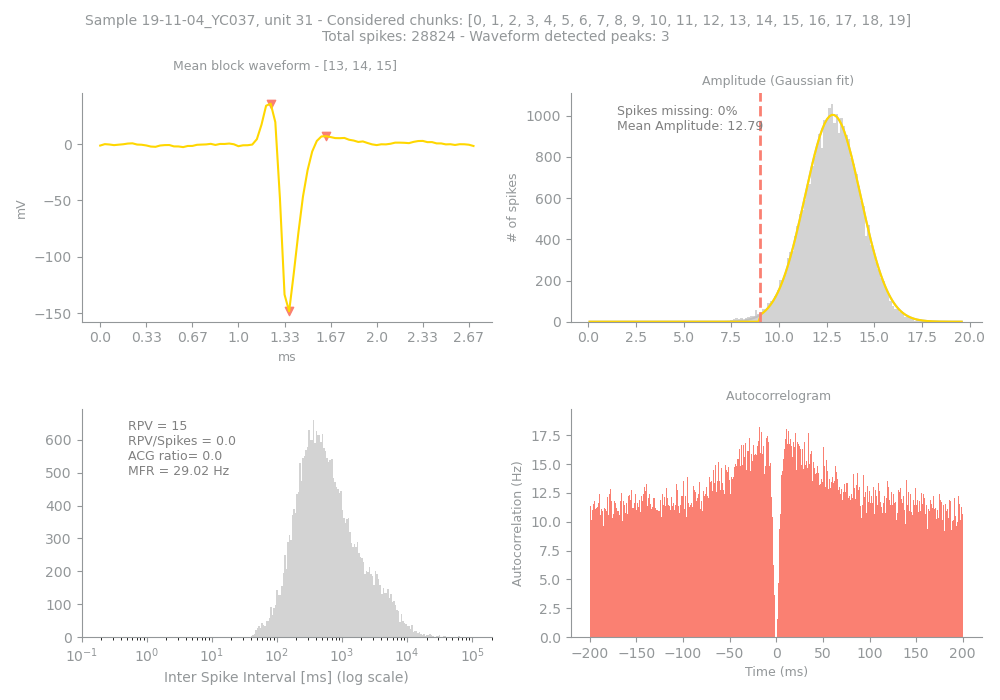 Sample 19-11-04_YC037, unit 31 - Considered chunks: [0, 1, 2, 3, 4, 5, 6, 7, 8, 9, 10, 11, 12, 13, 14, 15, 16, 17, 18, 19]
Total spikes: 28824 - Waveform detected peaks: 3
Mean block waveform - [13, 14, 15]
mV
0
−50
−100
−150
0.0 0.33 0.67 1.0 1.33 1.67 2.0 2.33 2.67
ms
Amplitude (Gaussian fit)
Spikes missing: 0%
Mean Amplitude: 12.79
# of spikes
1000
800
600
400
200
0
0.0 2.5 5.0 7.5 10.0 12.5 15.0 17.5 20.0
RPV = 15
RPV/Spikes = 0.0
ACG ratio= 0.0
MFR = 29.02 Hz
600
500
400
300
200
100
0
10⁻¹ 10⁰ 10¹ 10² 10³ 10⁴ 10⁵
Inter Spike Interval [ms] (log scale)
Autocorrelogram
Autocorrelation (Hz)
17.5
15.0
12.5
10.0
7.5
5.0
2.5
0.0
−200 −150 −100 −50 0 50 100 150 200
Time (ms)